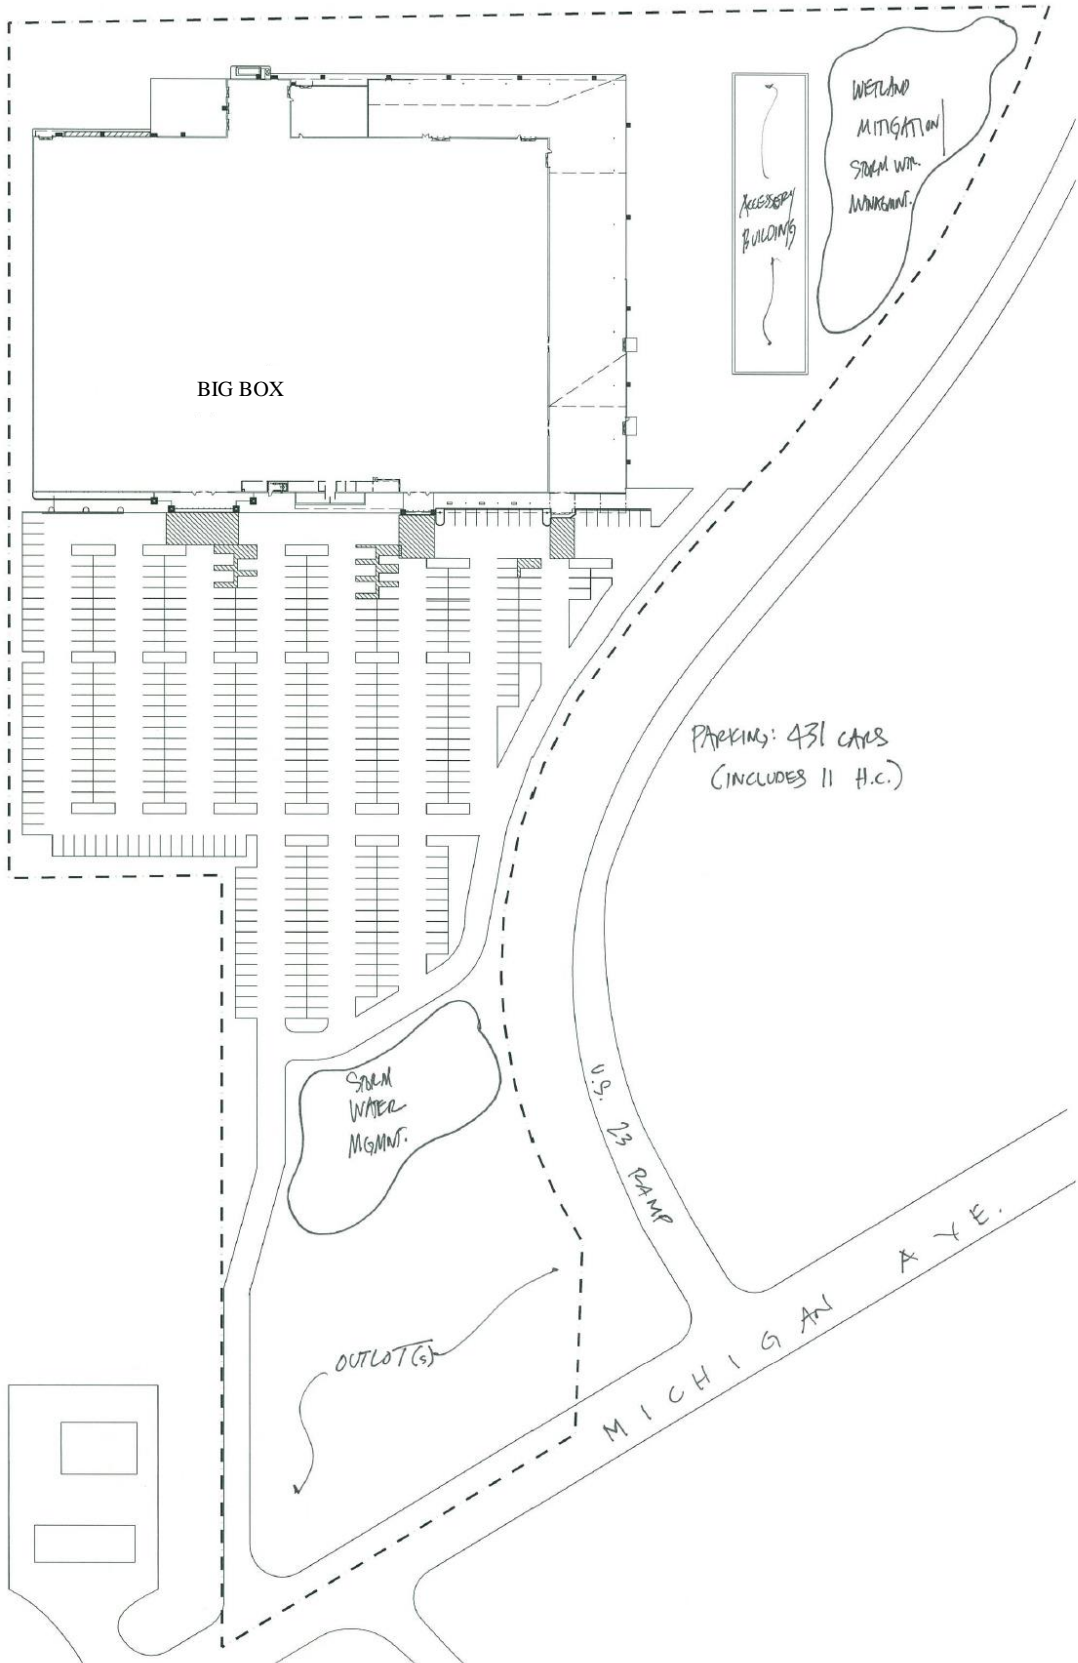 WETLAND
MITIGATION
STORM WTR.
MANAGMNT.
ACCESSORY
BUILDING
BIG BOX
PARKING: 431 CARS
(INCLUDES 11 H.C.)
STORM
WATER
MGMNT.
U.S. 23 RAMP
MICHIGAN AVE.
OUTLOT(S)